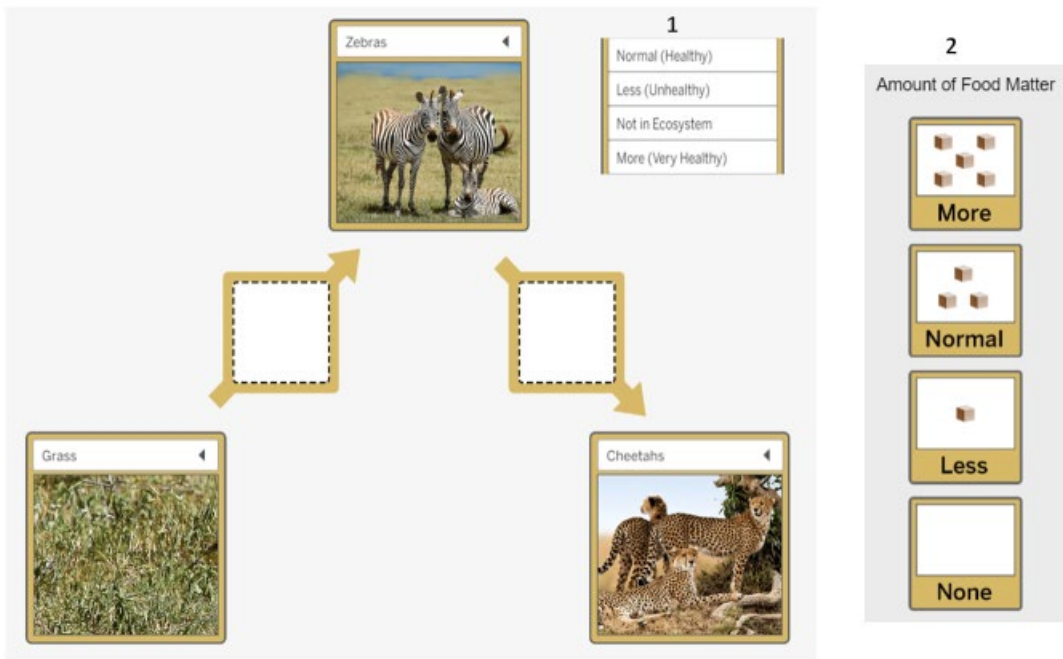 Zebras
1
Normal (Healthy)
Less (Unhealthy)
Not in Ecosystem
More (Very Healthy)
Grass
Cheetahs
2
Amount of Food Matter
More
Normal
Less
None